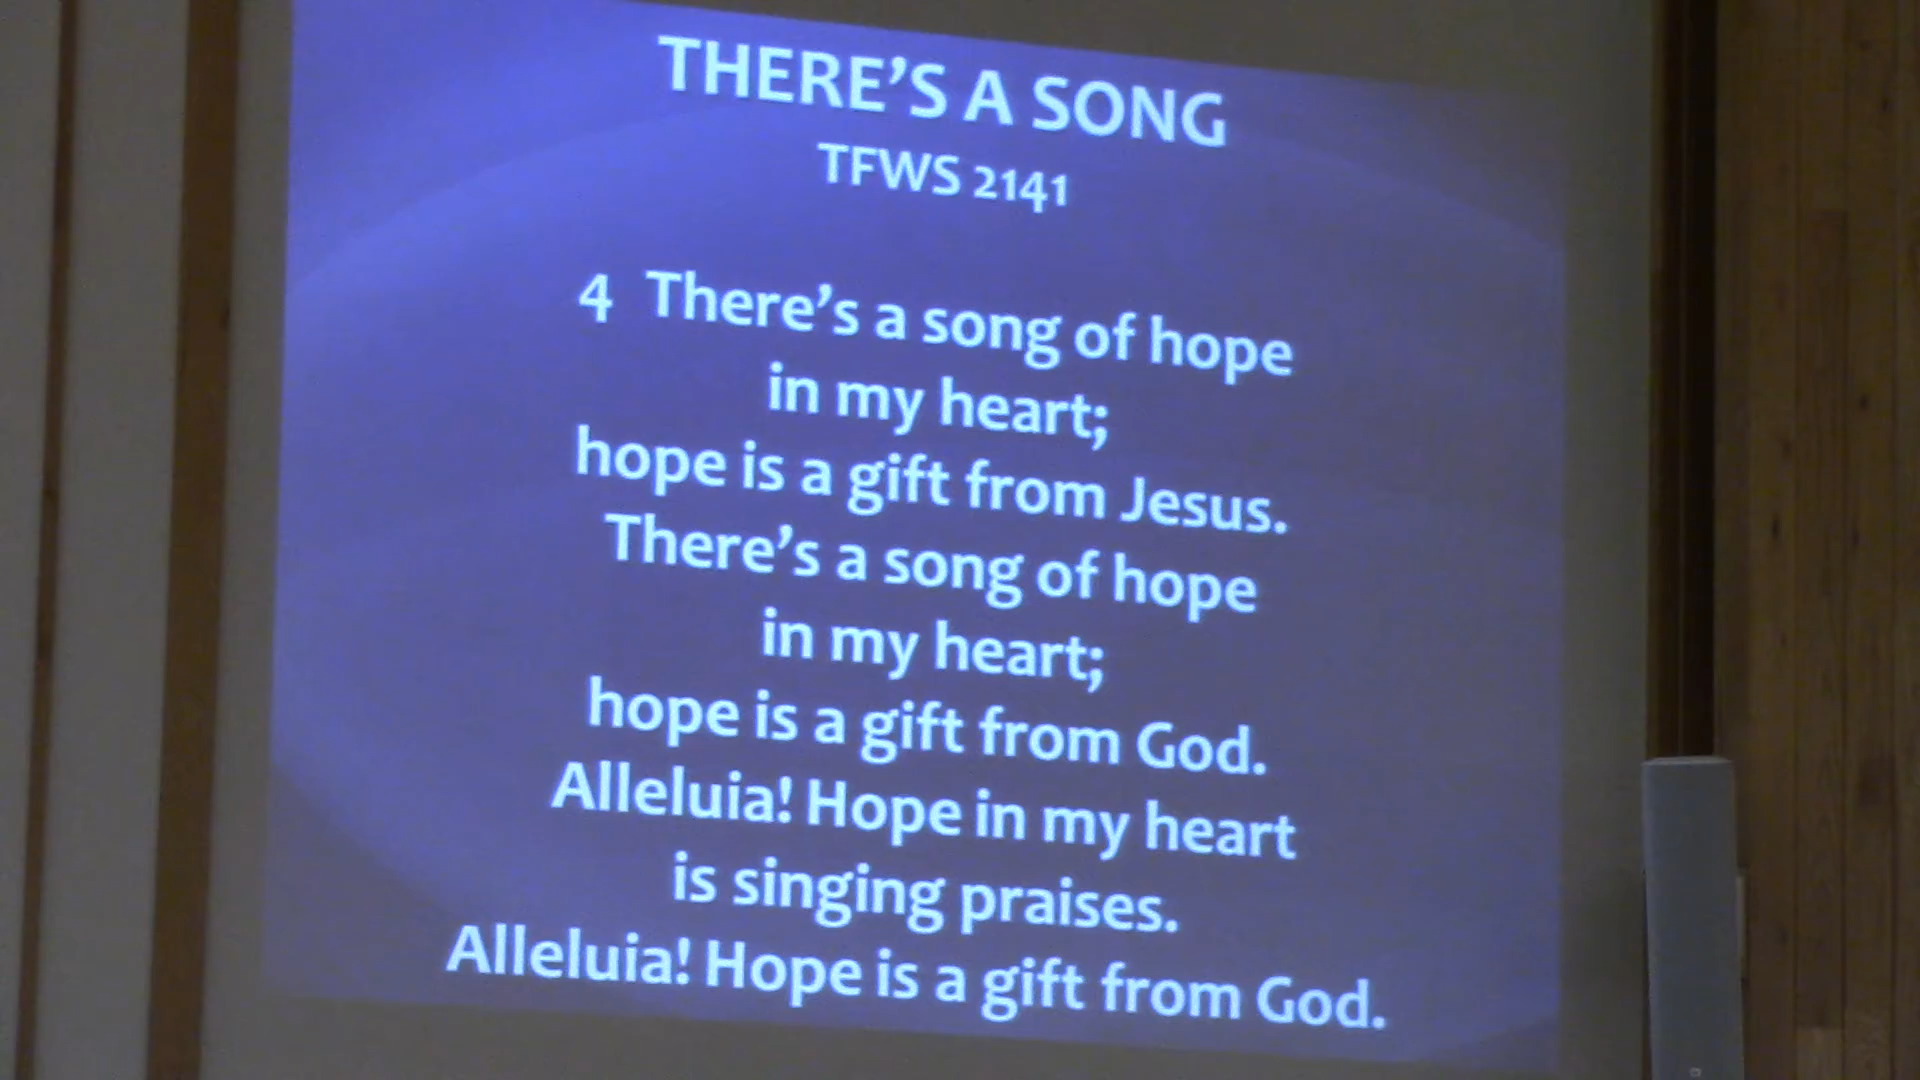 THERE’S A SONG
TFWS 2141
4 There’s a song of hope
in my heart;
hope is a gift from Jesus.
There’s a song of hope
in my heart;
hope is a gift from God.
Alleluia! Hope in my heart
is singing praises.
Alleluia! Hope is a gift from God.